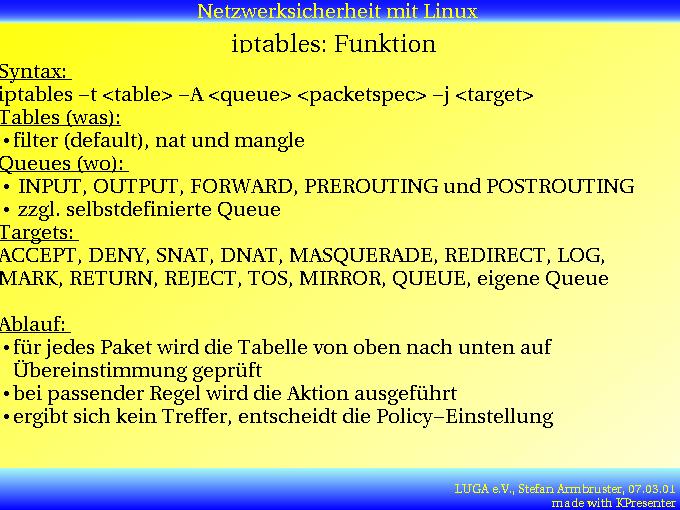 Netzwerksicherheit mit Linux
iptables: Funktion
Syntax:
iptables –t <table> –A <queue> <packetspec> –j <target>
Tables (was):
•filter (default), nat und mangle
Queues (wo):
• INPUT, OUTPUT, FORWARD, PREROUTING und POSTROUTING
• zzgl. selbstdefinierte Queue
Targets:
ACCEPT, DENY, SNAT, DNAT, MASQUERADE, REDIRECT, LOG,
MARK, RETURN, REJECT, TOS, MIRROR, QUEUE, eigene Queue
Ablauf:
•für jedes Paket wird die Tabelle von oben nach unten auf
Übereinstimmung geprüft
•bei passender Regel wird die Aktion ausgeführt
•ergibt sich kein Treffer, entscheidt die Policy–Einstellung
LUGA e.V., Stefan Armbruster, 07.03.01
made with KPresenter